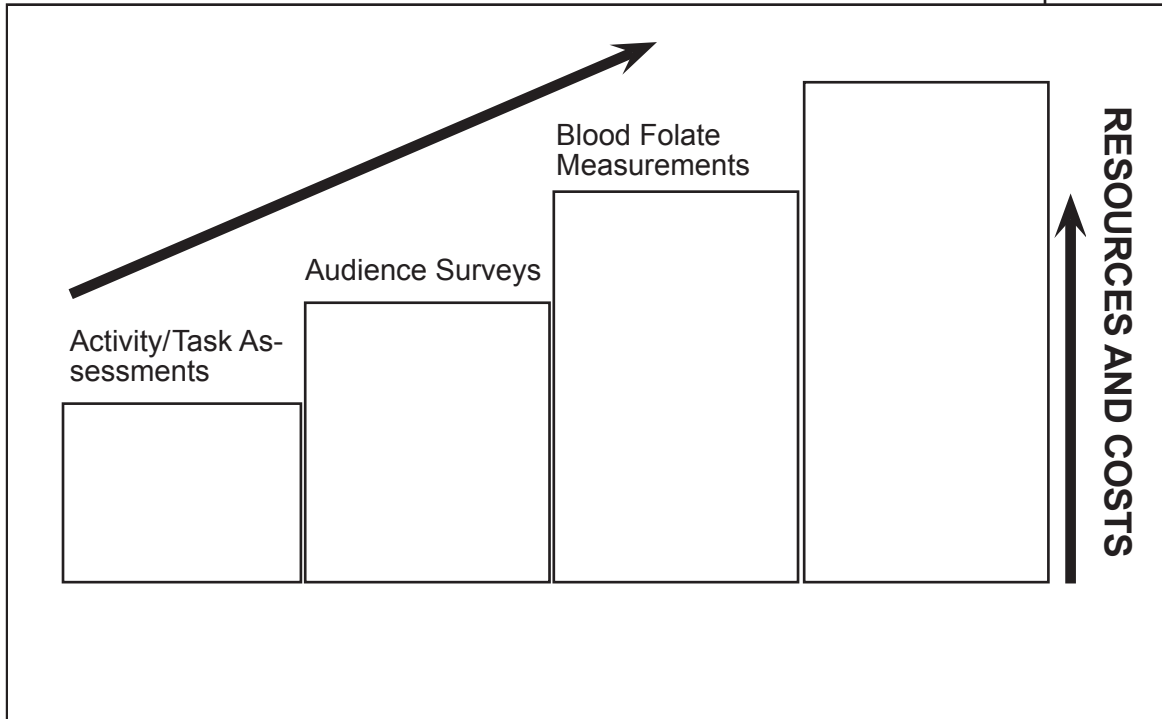 Blood Folate
Measurements
Audience Surveys
Activity/Task As-
sessments
RESOURCES AND COSTS